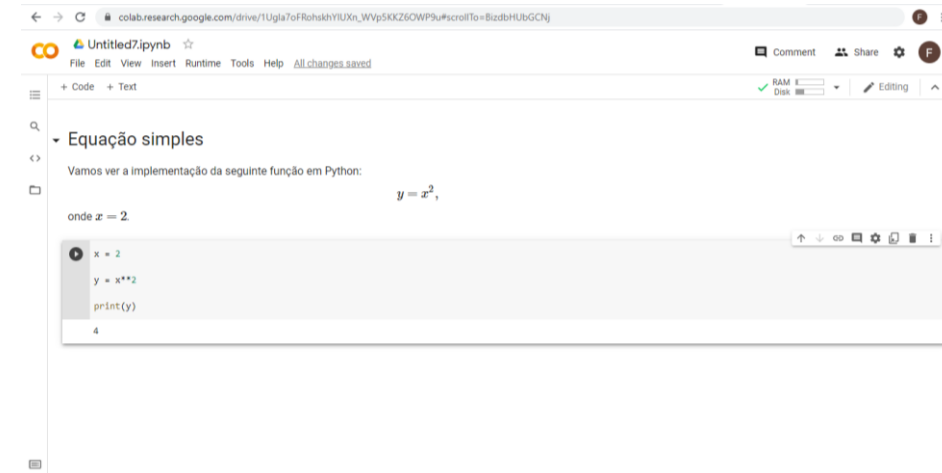 colab.research.google.com/drive/1Ugla7oFRohskhYIUXn_WVp5KKZ6OWP9u#scrollTo=BizdbHUbGCNj
F
Untitled7.ipynb
File Edit View Insert Runtime Tools Help All changes saved
Comment Share F
+ Code + Text
RAM
Disk
Editing
Equação simples
Vamos ver a implementação da seguinte função em Python:
y = x²,
onde x = 2.
x = 2
y = x**2
print(y)
4